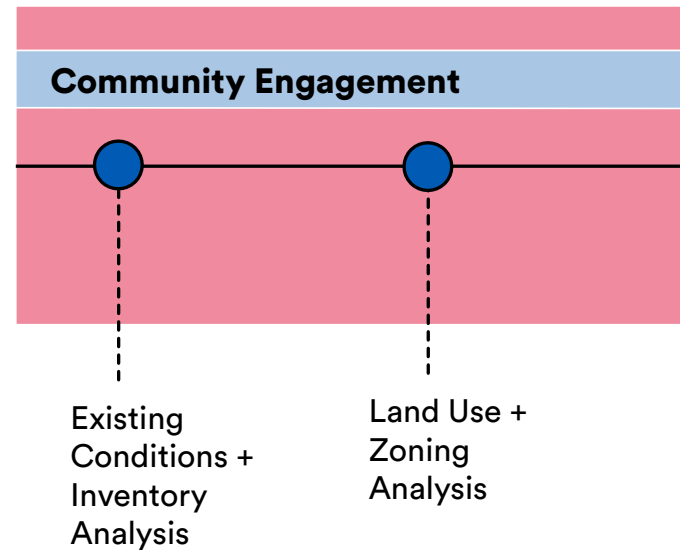 Community Engagement
Existing
Conditions +
Inventory
Analysis
Land Use +
Zoning
Analysis